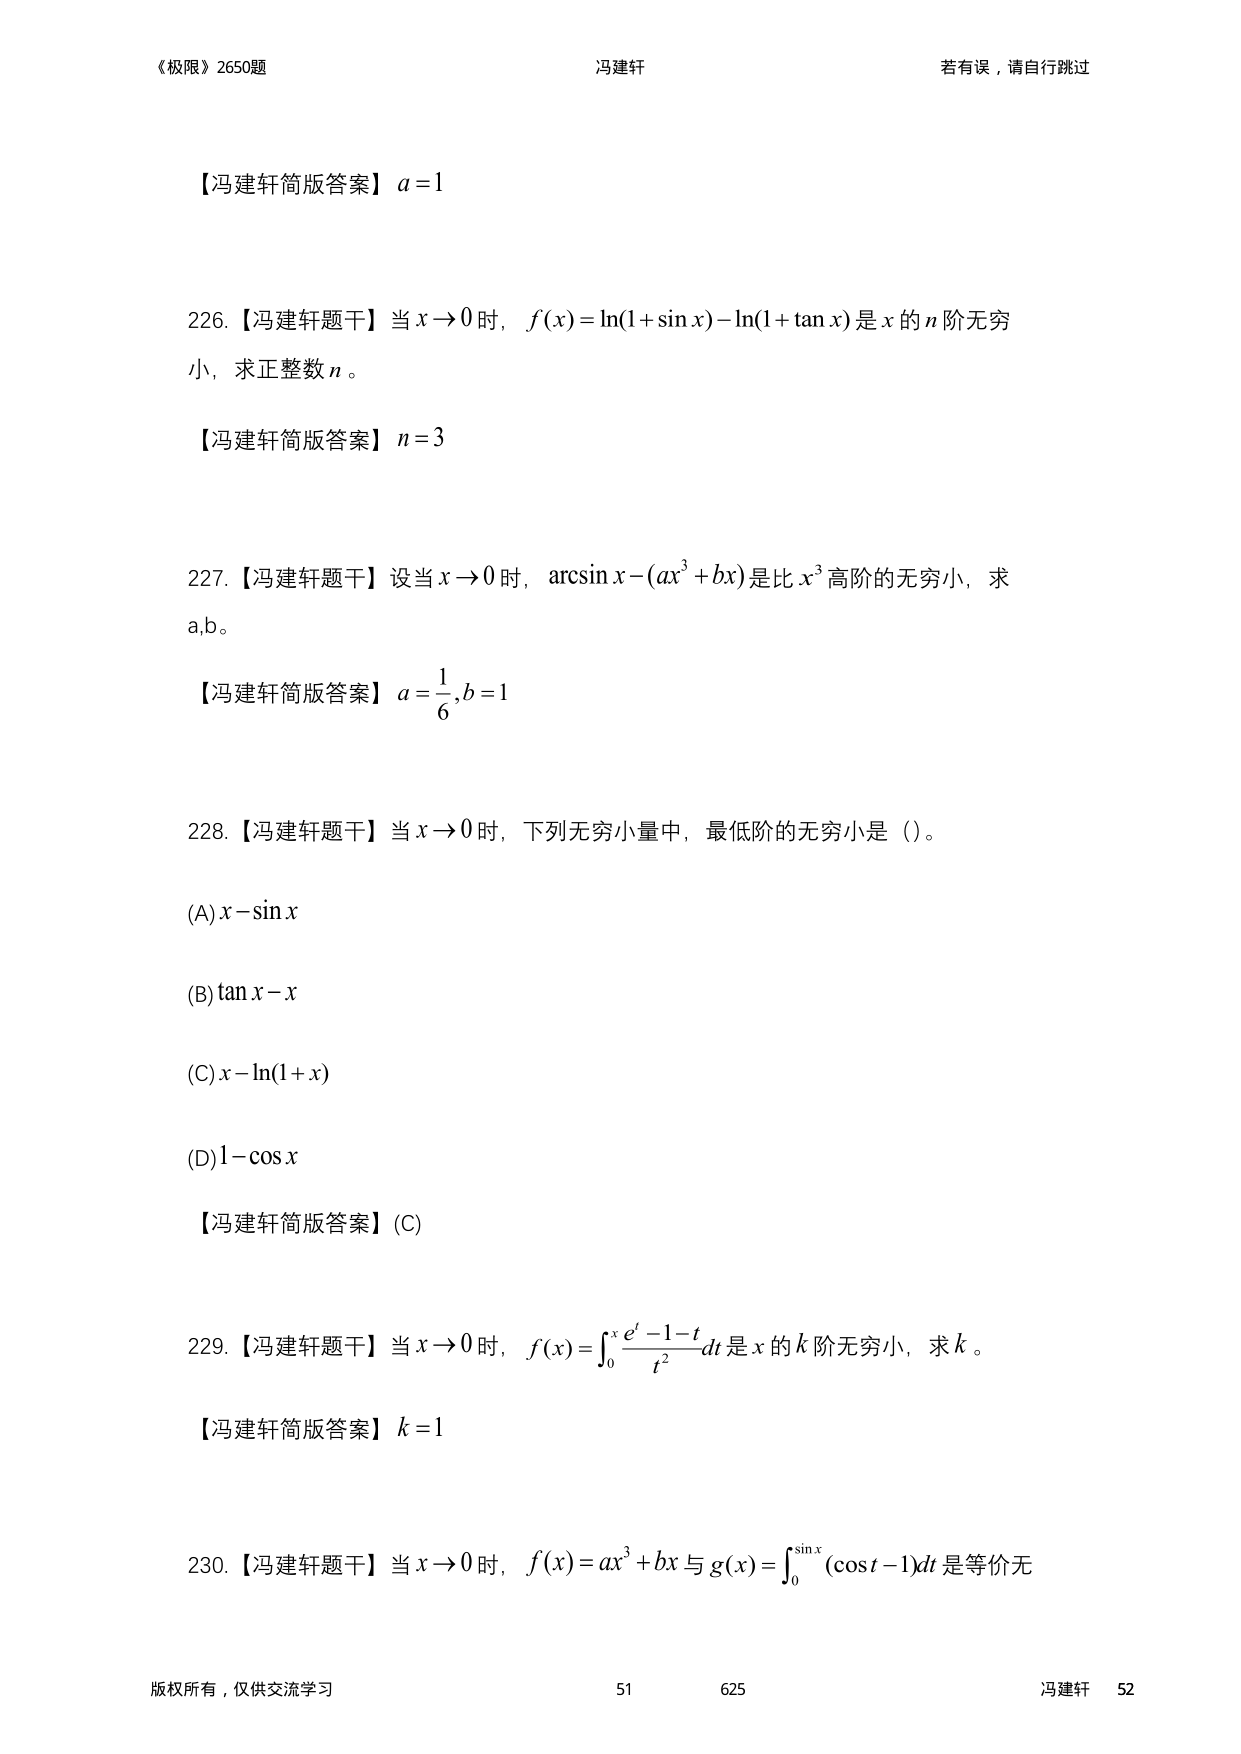 《极限》2650题 冯建轩 若有误，请自行跳过
【冯建轩简版答案】 a = 1
226.【冯建轩题干】当 x → 0 时， f(x) = ln(1 + sin x) − ln(1 + tan x) 是 x 的 n 阶无穷
小，求正整数 n 。
【冯建轩简版答案】 n = 3
227.【冯建轩题干】设当 x → 0 时， arcsin x − (ax³ + bx) 是比 x³ 高阶的无穷小，求
a,b。
【冯建轩简版答案】 a = 1/6 , b = 1
228.【冯建轩题干】当 x → 0 时，下列无穷小量中，最低阶的无穷小是（）。
(A) x − sin x
(B) tan x − x
(C) x − ln(1 + x)
(D) 1 − cos x
【冯建轩简版答案】(C)
229.【冯建轩题干】当 x → 0 时， f(x) = ∫₀ˣ (eᵗ − 1 − t)/t² dt 是 x 的 k 阶无穷小，求 k 。
【冯建轩简版答案】 k = 1
230.【冯建轩题干】当 x → 0 时， f(x) = ax³ + bx 与 g(x) = ∫₀^{sin x} (cos t − 1)dt 是等价无
版权所有，仅供交流学习 51 625 冯建轩 52